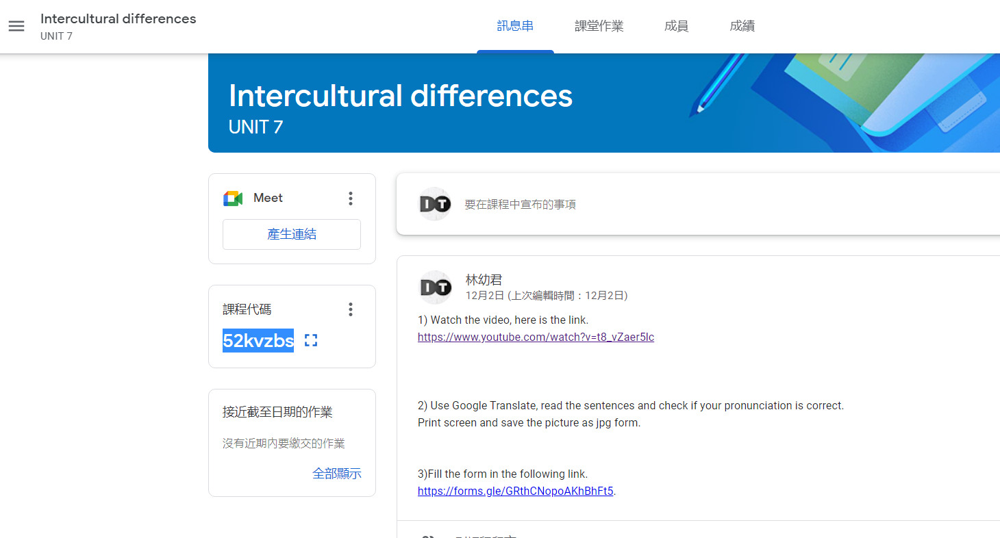 Intercultural differences
UNIT 7
訊息串
課堂作業
成員
成績
Intercultural differences
UNIT 7
Meet
產生連結
課程代碼
52kvzbs
接近截至日期的作業
沒有近期內要繳交的作業
全部顯示
DT
要在課程中宣布的事項
DT
林幼君
12月2日 (上次編輯時間：12月2日)
1) Watch the video, here is the link.
https://www.youtube.com/watch?v=t8_vZaer5lc
2) Use Google Translate, read the sentences and check if your pronunciation is correct.
Print screen and save the picture as jpg form.
3)Fill the form in the following link.
https://forms.gle/GRthCNopoAKhBhFt5.